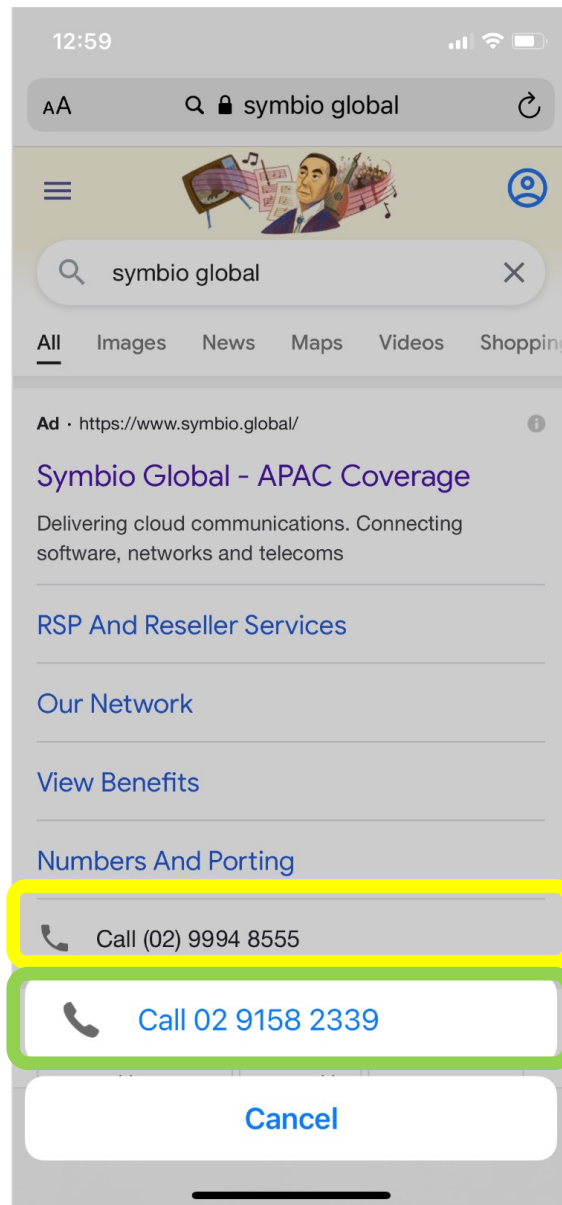 12:59
AA symbio global
symbio global
All Images News Maps Videos Shopping
Ad · https://www.symbio.global/
Symbio Global - APAC Coverage
Delivering cloud communications. Connecting
software, networks and telecoms
RSP And Reseller Services
Our Network
View Benefits
Numbers And Porting
Call (02) 9994 8555
Call 02 9158 2339
Cancel